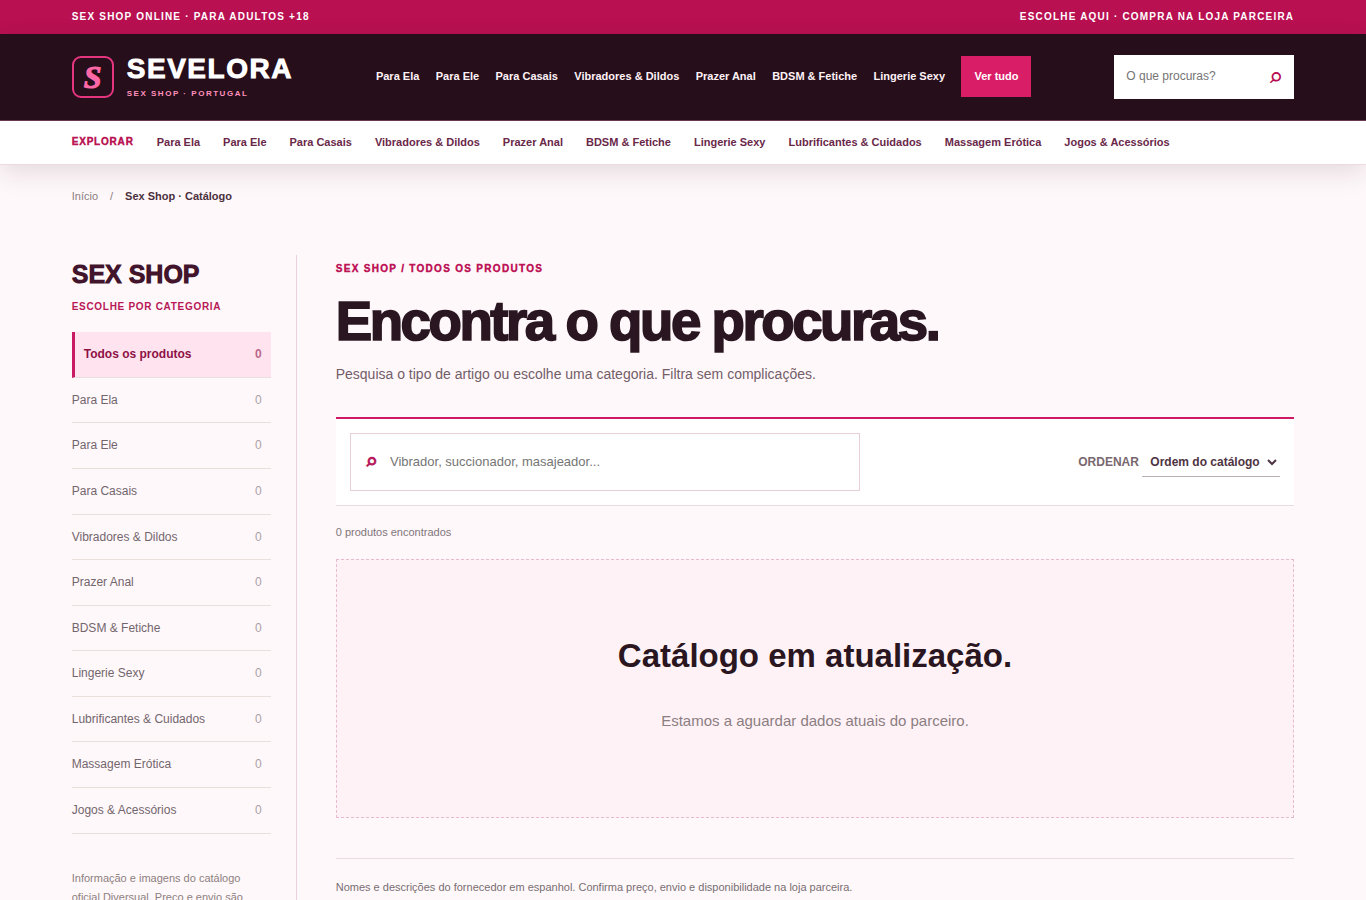 SEX SHOP ONLINE · PARA ADULTOS +18
ESCOLHE AQUI · COMPRA NA LOJA PARCEIRA
S
SEVELORA
SEX SHOP · PORTUGAL
Para Ela Para Ele Para Casais Vibradores & Dildos Prazer Anal BDSM & Fetiche Lingerie Sexy Ver tudo
O que procuras?
EXPLORAR Para Ela Para Ele Para Casais Vibradores & Dildos Prazer Anal BDSM & Fetiche Lingerie Sexy Lubrificantes & Cuidados Massagem Erótica Jogos & Acessórios
Início / Sex Shop · Catálogo
SEX SHOP
ESCOLHE POR CATEGORIA
Todos os produtos 0
Para Ela 0
Para Ele 0
Para Casais 0
Vibradores & Dildos 0
Prazer Anal 0
BDSM & Fetiche 0
Lingerie Sexy 0
Lubrificantes & Cuidados 0
Massagem Erótica 0
Jogos & Acessórios 0
Informação e imagens do catálogo
oficial Diversual. Preço e envio são
SEX SHOP / TODOS OS PRODUTOS
Encontra o que procuras.
Pesquisa o tipo de artigo ou escolhe uma categoria. Filtra sem complicações.
Vibrador, succionador, masajeador...
ORDENAR Ordem do catálogo
0 produtos encontrados
Catálogo em atualização.
Estamos a aguardar dados atuais do parceiro.
Nomes e descrições do fornecedor em espanhol. Confirma preço, envio e disponibilidade na loja parceira.